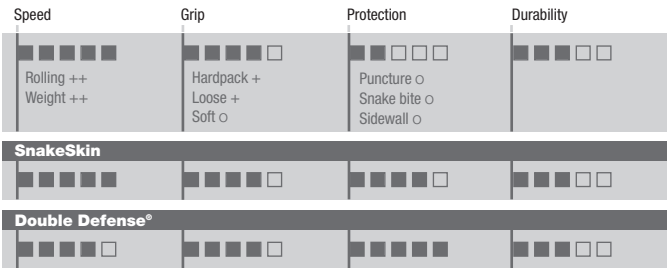 Speed Grip Protection Durability
Rolling ++ Hardpack + Puncture O
Weight ++ Loose + Snake bite O
Soft O Sidewall O
SnakeSkin
Double Defense®